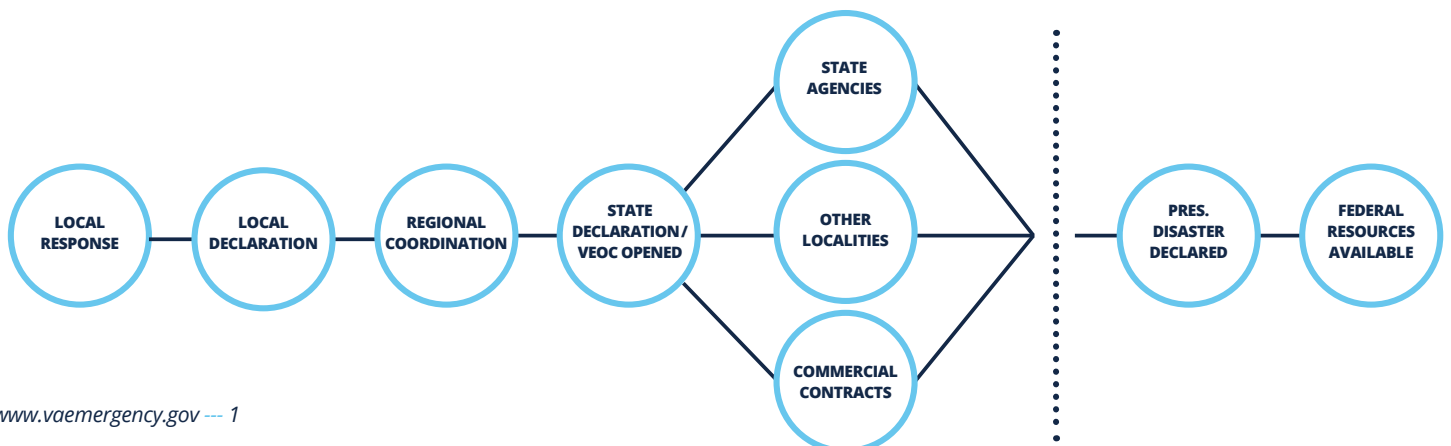 LOCAL
RESPONSE
LOCAL
DECLARATION
REGIONAL
COORDINATION
STATE
DECLARATION/
VEOC OPENED
STATE
AGENCIES
OTHER
LOCALITIES
COMMERCIAL
CONTRACTS
PRES.
DISASTER
DECLARED
FEDERAL
RESOURCES
AVAILABLE
www.vaemergency.gov --- 1